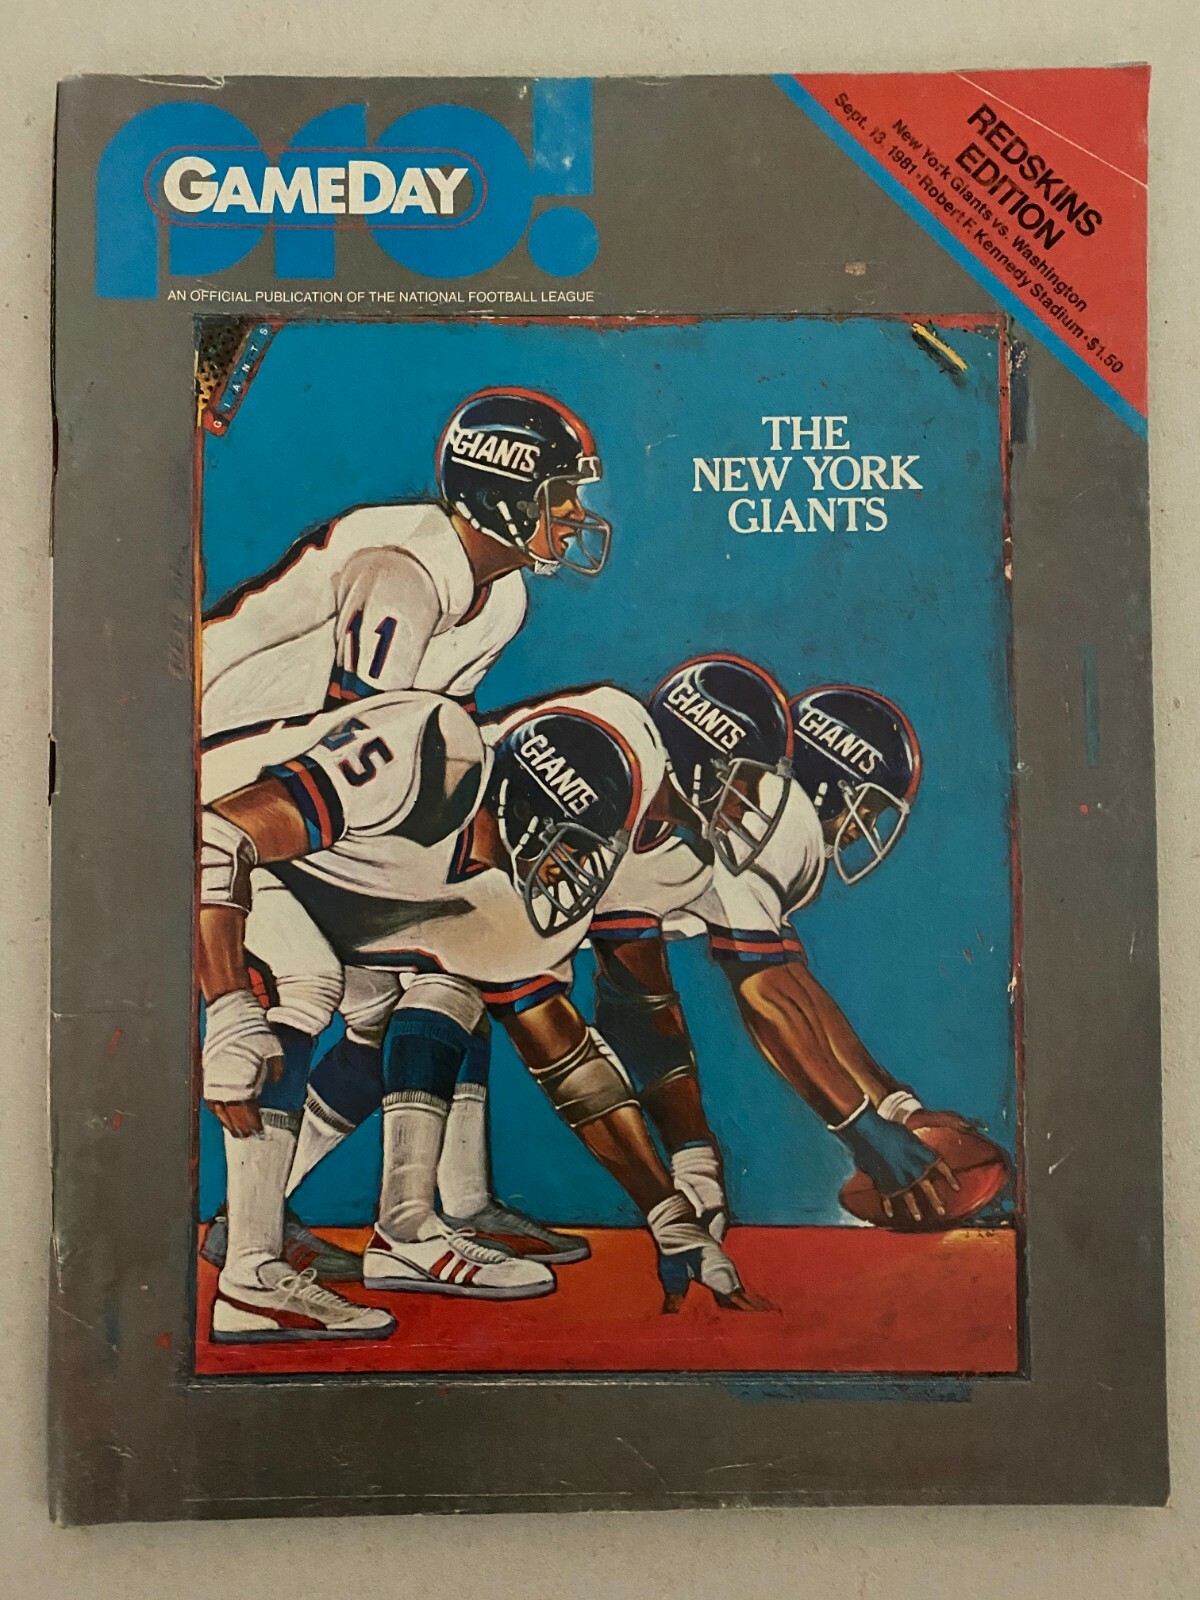 pro!
GAMEDAY
AN OFFICIAL PUBLICATION OF THE NATIONAL FOOTBALL LEAGUE
REDSKINS
EDITION
New York Giants vs. Washington
Sept. 13, 1981 • Robert F. Kennedy Stadium • $1.50
GIANTS
THE
NEW YORK
GIANTS
GIANTS
11
GIANTS
GIANTS
GIANTS